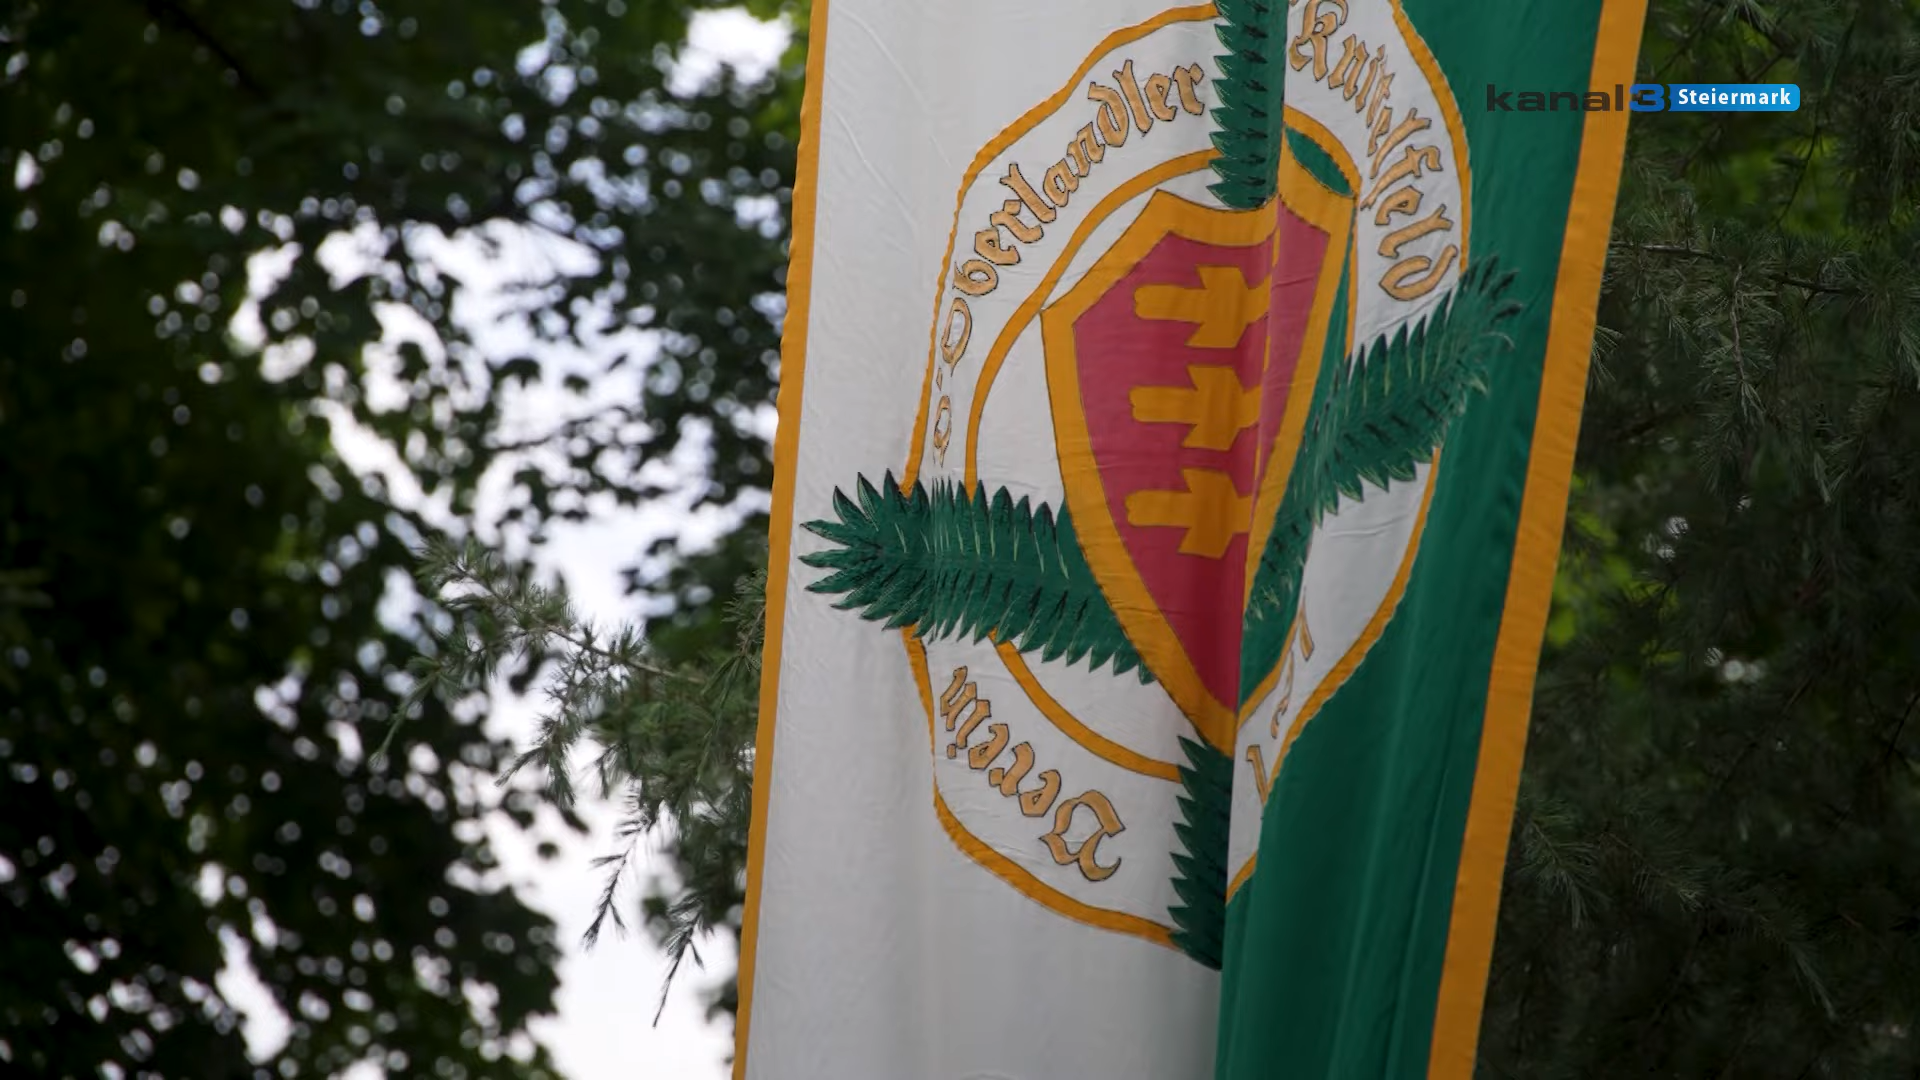 kanal3 Steiermark
Oberlandler
Knittelfeld
Verein